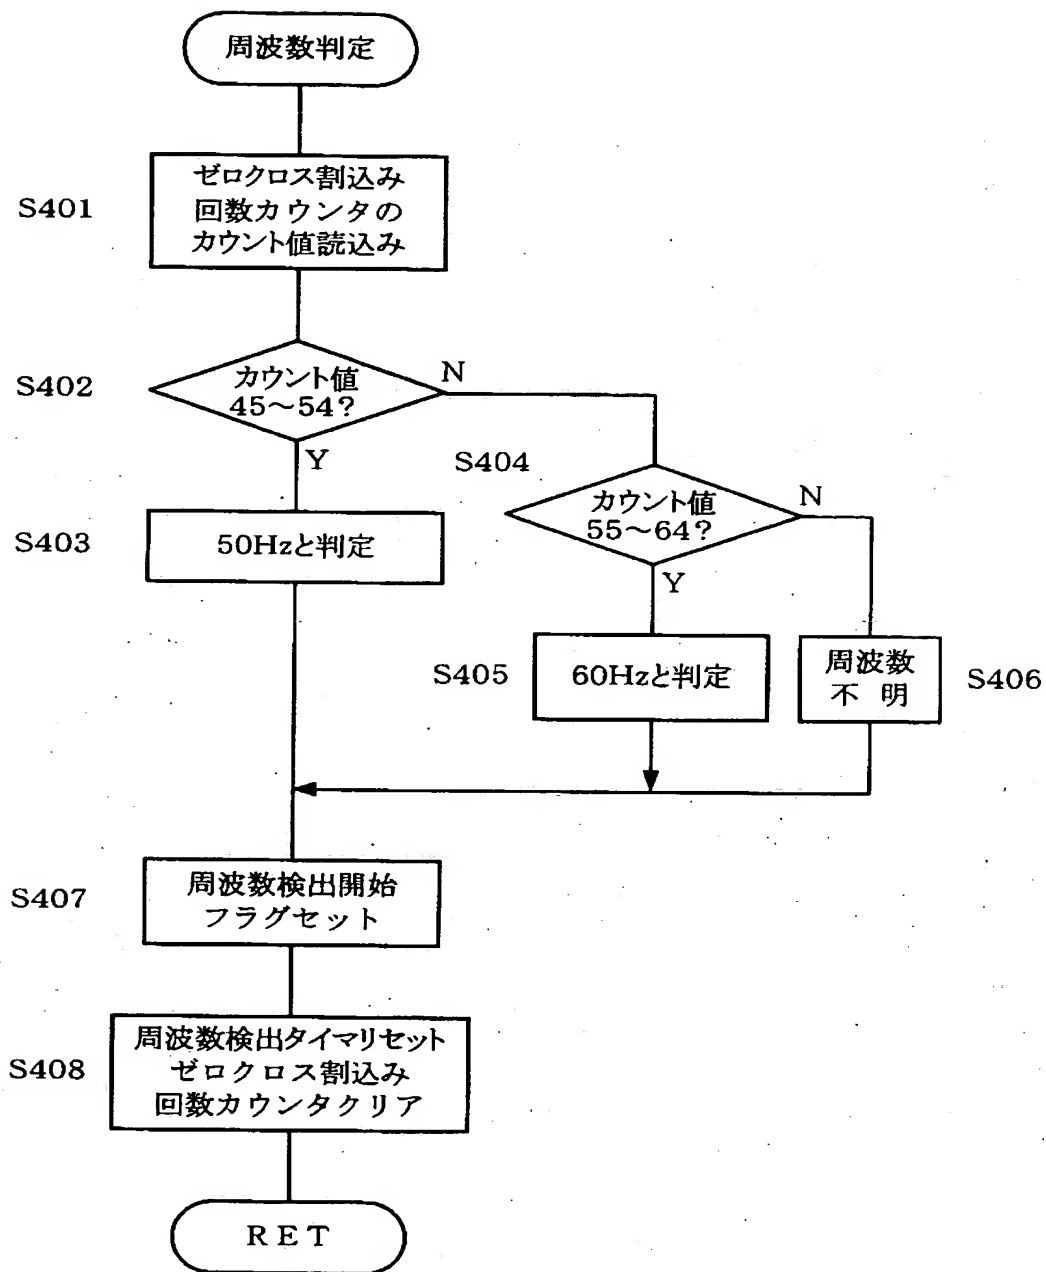 周波数判定
S401
ゼロクロス割込み
回数カウンタの
カウント値読込み
S402
カウント値
45〜54?
N
Y
S403
50Hzと判定
S404
カウント値
55〜64?
N
Y
S405
60Hzと判定
周波数
不 明
S406
S407
周波数検出開始
フラグセット
S408
周波数検出タイマリセット
ゼロクロス割込み
回数カウンタクリア
RET